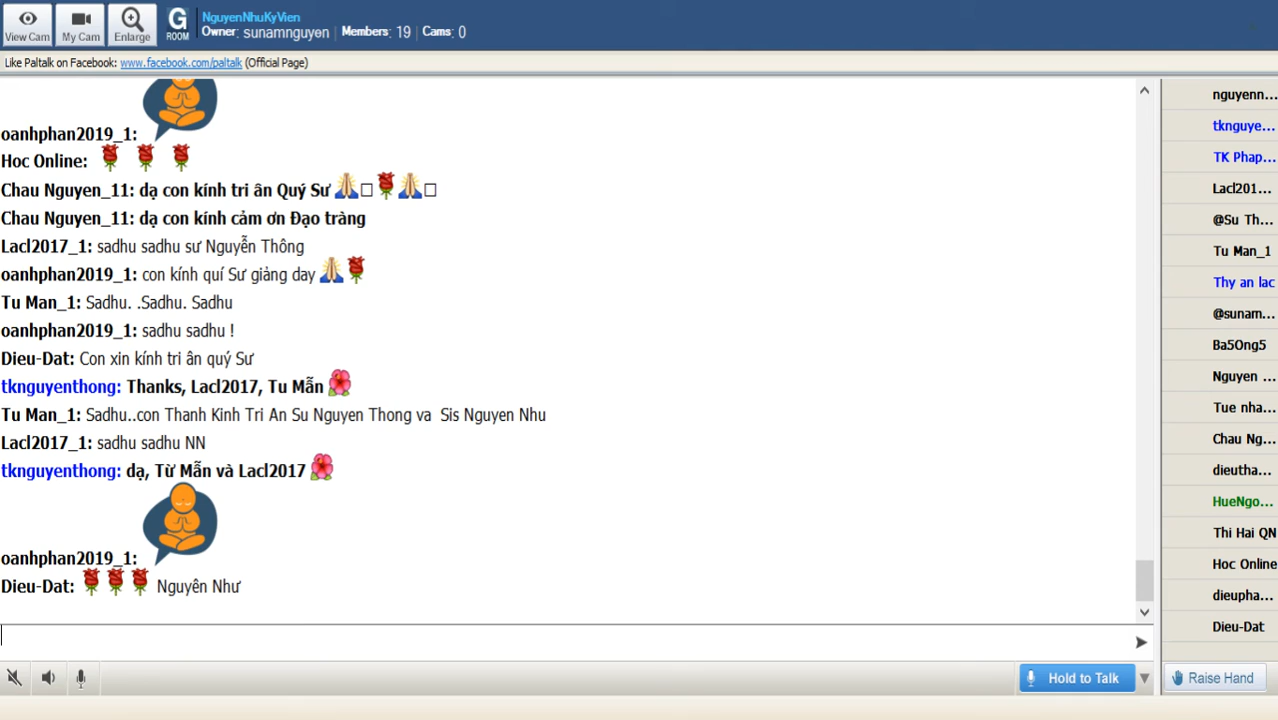 View Cam
My Cam
Enlarge
G
ROOM
NguyenNhuKyVien
Owner: sunamnguyen Members: 19 Cams: 0
Like Paltalk on Facebook: www.facebook.com/paltalk (Official Page)
oanhphan2019_1:
Hoc Online:
Chau Nguyen_11: dạ con kính tri ân Quý Sư
Chau Nguyen_11: dạ con kính cảm ơn Đạo tràng
Lacl2017_1: sadhu sadhu sư Nguyễn Thông
oanhphan2019_1: con kính quí Sư giảng day
Tu Man_1: Sadhu. .Sadhu. Sadhu
oanhphan2019_1: sadhu sadhu !
Dieu-Dat: Con xin kính tri ân quý Sư
tknguyenthong: Thanks, Lacl2017, Tu Mẫn
Tu Man_1: Sadhu..con Thanh Kinh Tri An Su Nguyen Thong va Sis Nguyen Nhu
Lacl2017_1: sadhu sadhu NN
tknguyenthong: dạ, Từ Mẫn và Lacl2017
oanhphan2019_1:
Dieu-Dat: Nguyên Như
nguyenn...
tknguye...
TK Phap...
Lacl201...
@Su Th...
Tu Man_1
Thy an lac
@sunam...
Ba5Ong5
Nguyen ...
Tue nha...
Chau Ng...
dieutha...
HueNgo...
Thi Hai QN
Hoc Online
dieupha...
Dieu-Dat
Hold to Talk
Raise Hand